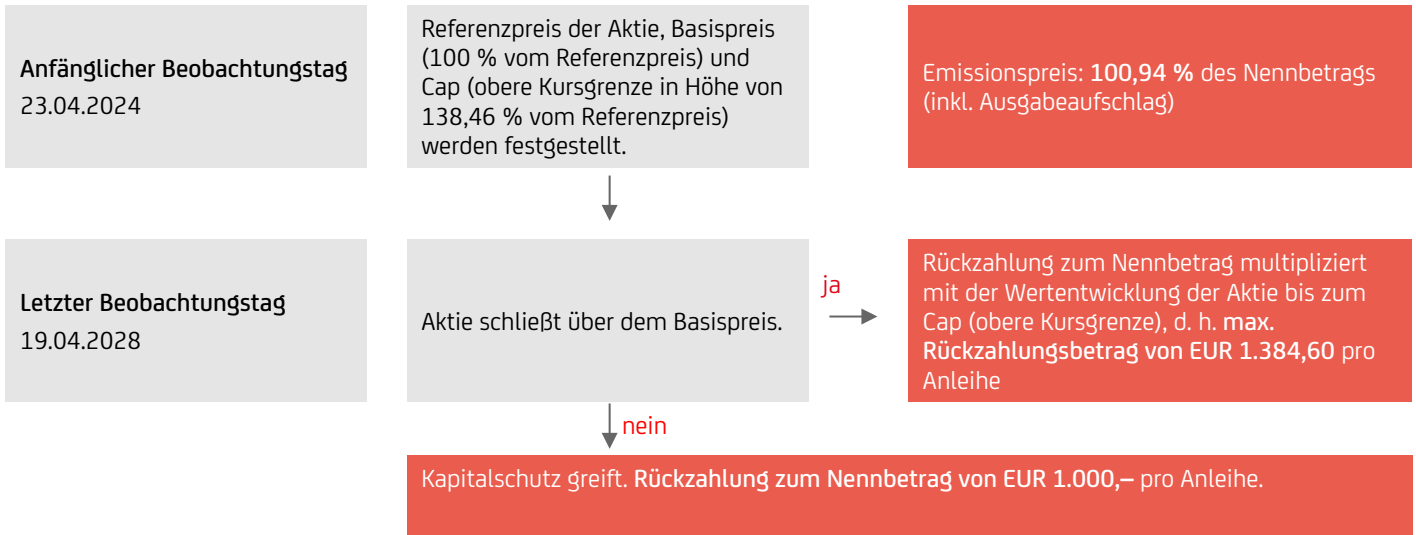 Anfänglicher Beobachtungstag
23.04.2024
Referenzpreis der Aktie, Basispreis
(100 % vom Referenzpreis) und
Cap (obere Kursgrenze in Höhe von
138,46 % vom Referenzpreis)
werden festgestellt.
Emissionspreis: 100,94 % des Nennbetrags
(inkl. Ausgabeaufschlag)
Letzter Beobachtungstag
19.04.2028
Aktie schließt über dem Basispreis.
ja
Rückzahlung zum Nennbetrag multipliziert
mit der Wertentwicklung der Aktie bis zum
Cap (obere Kursgrenze), d. h. max.
Rückzahlungsbetrag von EUR 1.384,60 pro
Anleihe
nein
Kapitalschutz greift. Rückzahlung zum Nennbetrag von EUR 1.000,– pro Anleihe.